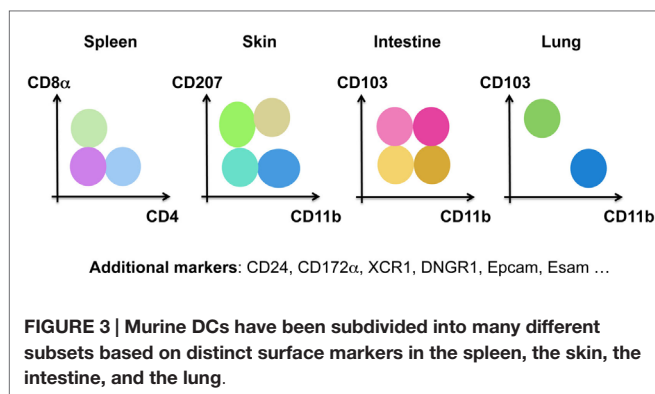 Spleen Skin Intestine Lung
CD8α CD207 CD103 CD103
CD4 CD11b CD11b CD11b
Additional markers: CD24, CD172α, XCR1, DNGR1, Epcam, Esam ...
FIGURE 3 | Murine DCs have been subdivided into many different
subsets based on distinct surface markers in the spleen, the skin, the
intestine, and the lung.